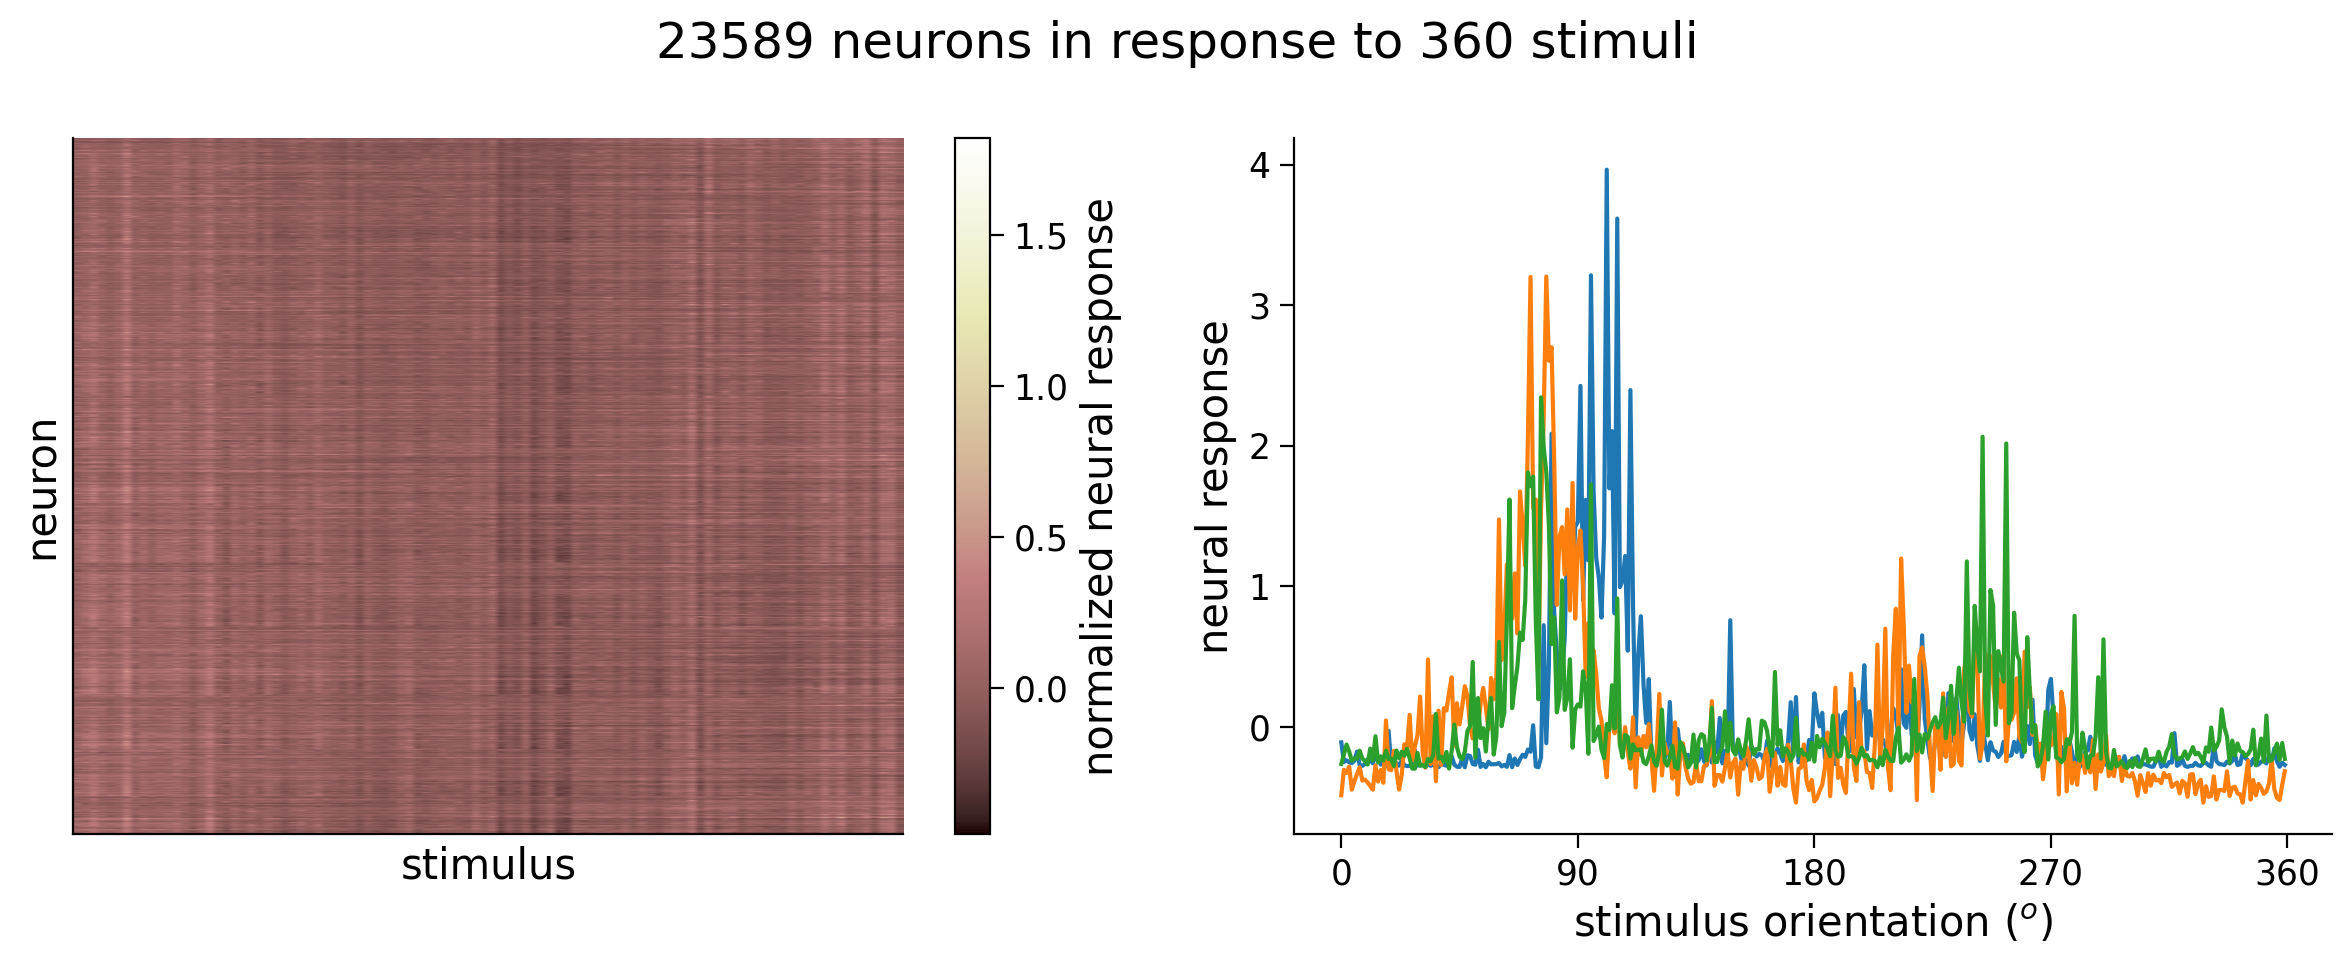 23589 neurons in response to 360 stimuli
neuron
stimulus
1.5
1.0
0.5
0.0
normalized neural response
4
3
2
1
0
neural response
0 90 180 270 360
stimulus orientation (°)